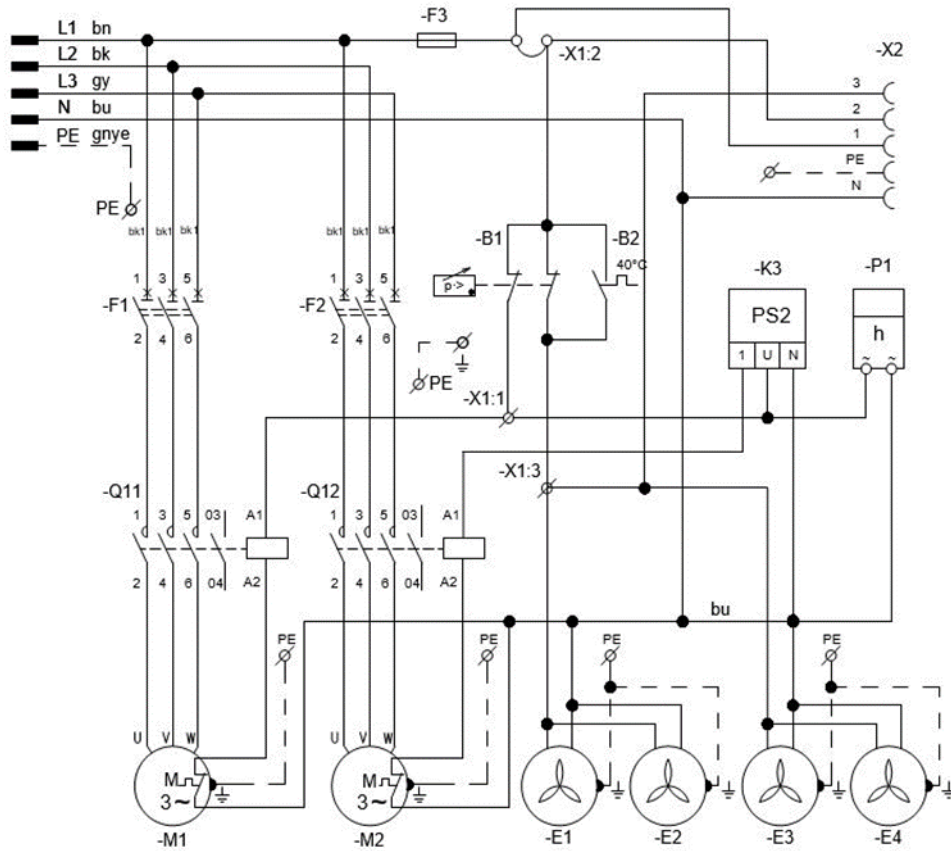 L1 bn
L2 bk
L3 gy
N bu
PE gnye
-F3
-X1:2
-X2
3
2
1
PE
N
PE
bk1 bk1 bk1
bk1 bk1 bk1
-B1
-B2
40°C
p->
-K3
PS2
1 U N
-P1
h
~ ~
1 3 5
-F1
2 4 6
1 3 5
-F2
2 4 6
PE
-X1:1
-X1:3
-Q11
1 3 5 03 A1
2 4 6 04 A2
-Q12
1 3 5 03 A1
2 4 6 04 A2
bu
PE
PE
PE
PE
U V W
M
3 ~
-M1
U V W
M
3 ~
-M2
-E1
-E2
-E3
-E4